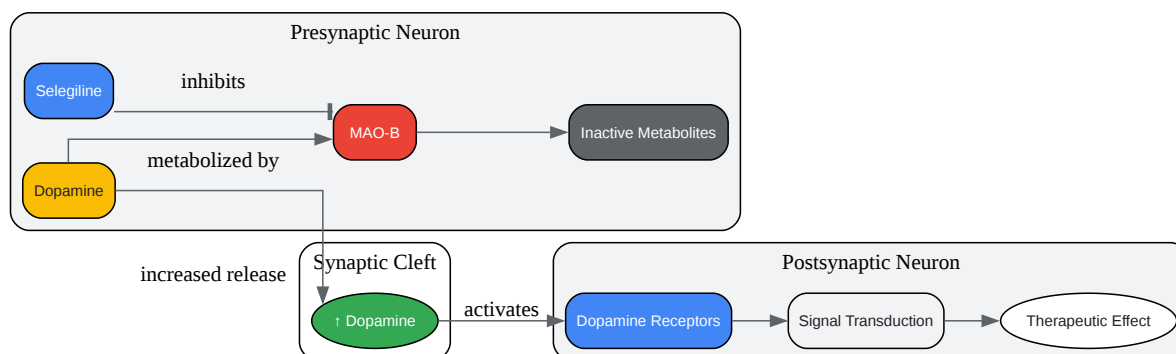 Presynaptic Neuron
Selegiline
inhibits
MAO-B
Inactive Metabolites
metabolized by
Dopamine
increased release
Synaptic Cleft
↑ Dopamine
activates
Postsynaptic Neuron
Dopamine Receptors
Signal Transduction
Therapeutic Effect